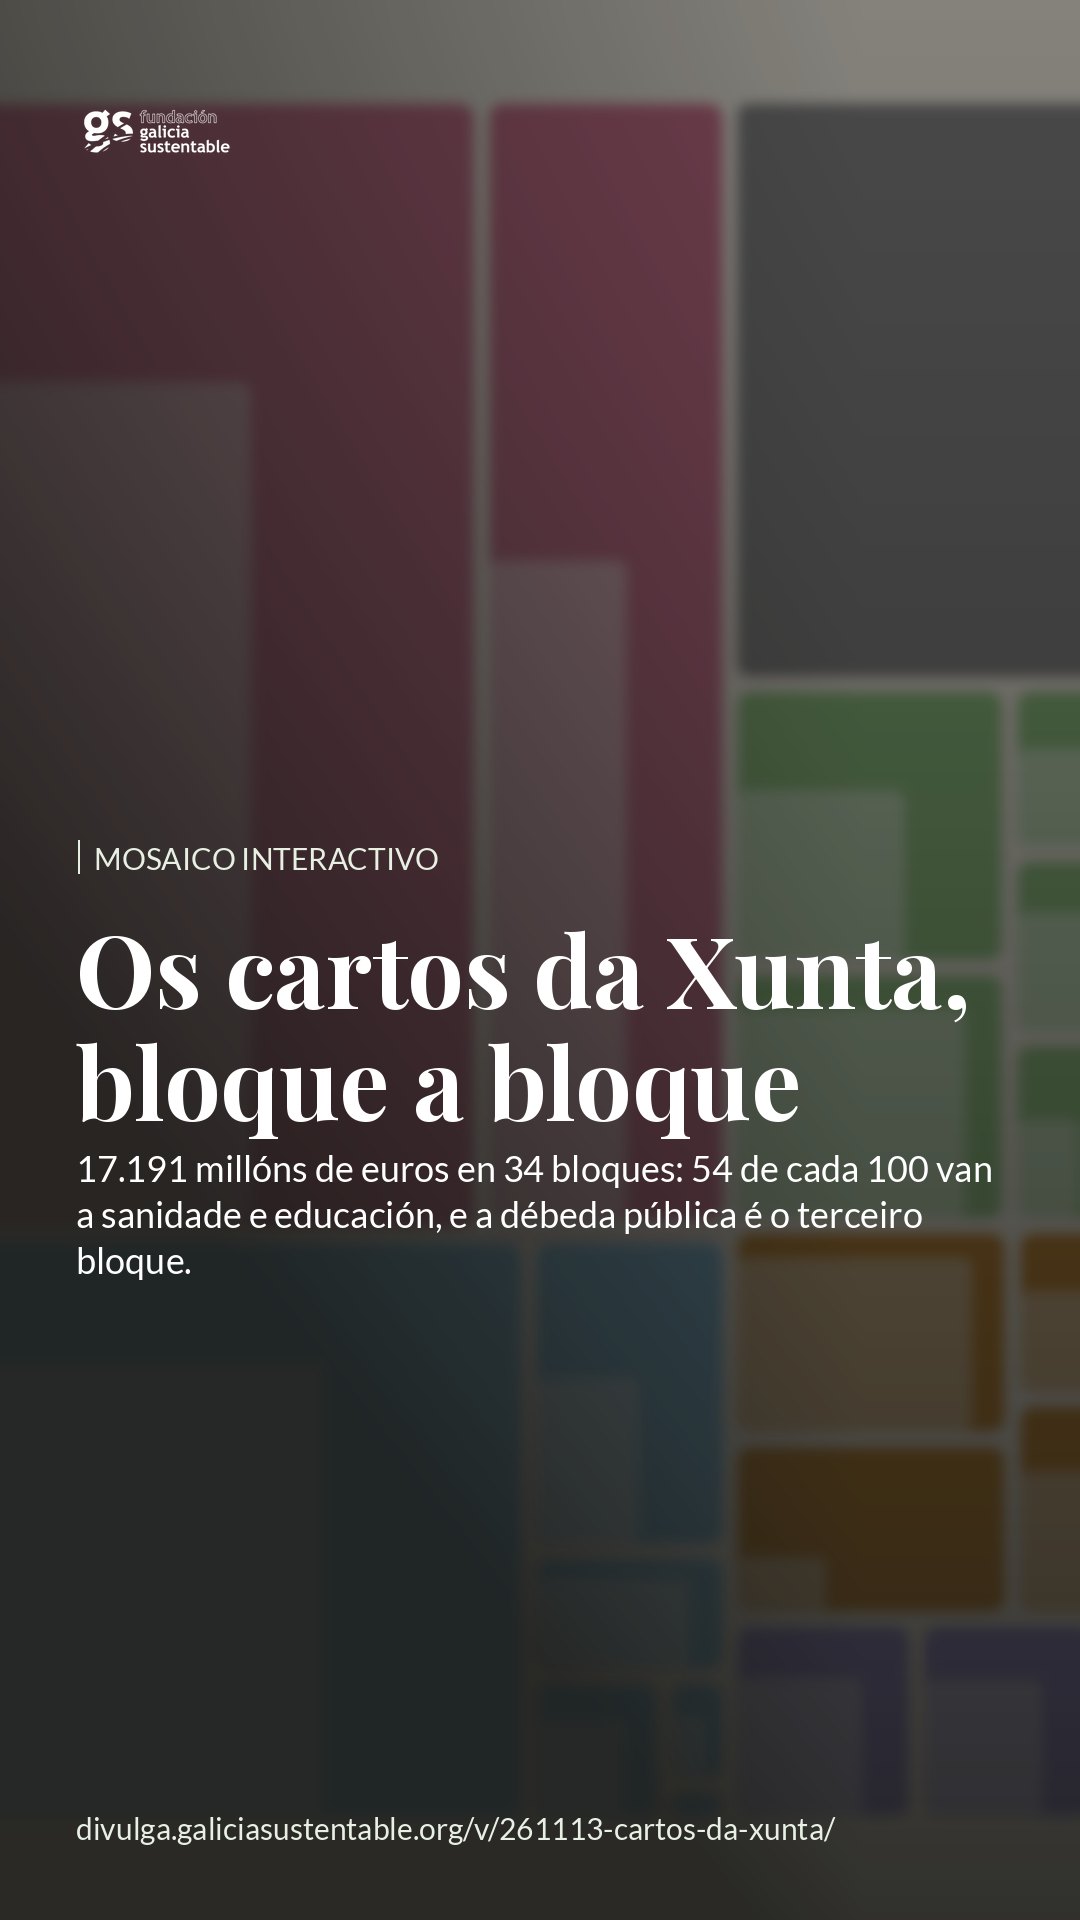 gs fundación
galicia
sustentable
MOSAICO INTERACTIVO
Os cartos da Xunta,
bloque a bloque
17.191 millóns de euros en 34 bloques: 54 de cada 100 van
a sanidade e educación, e a débeda pública é o terceiro
bloque.
divulga.galiciasustentable.org/v/261113-cartos-da-xunta/